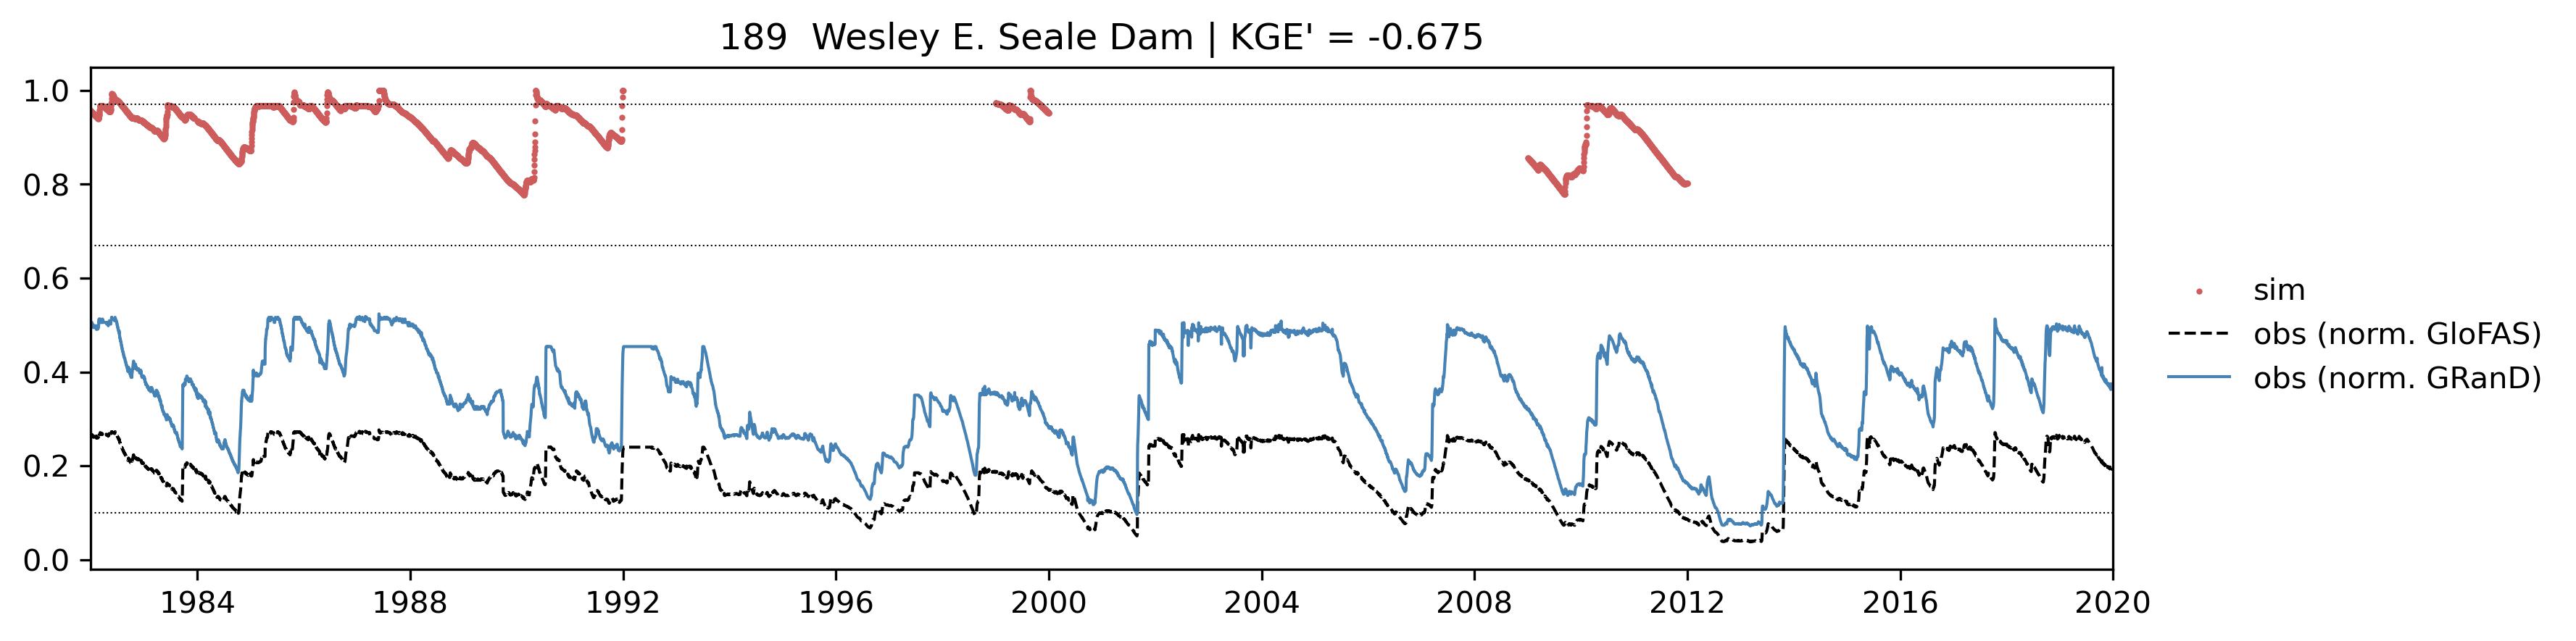 189  Wesley E. Seale Dam | KGE' = -0.675
1.0
0.8
0.6
0.4
0.2
0.0
1984 1988 1992 1996 2000 2004 2008 2012 2016 2020
sim
obs (norm. GloFAS)
obs (norm. GRanD)